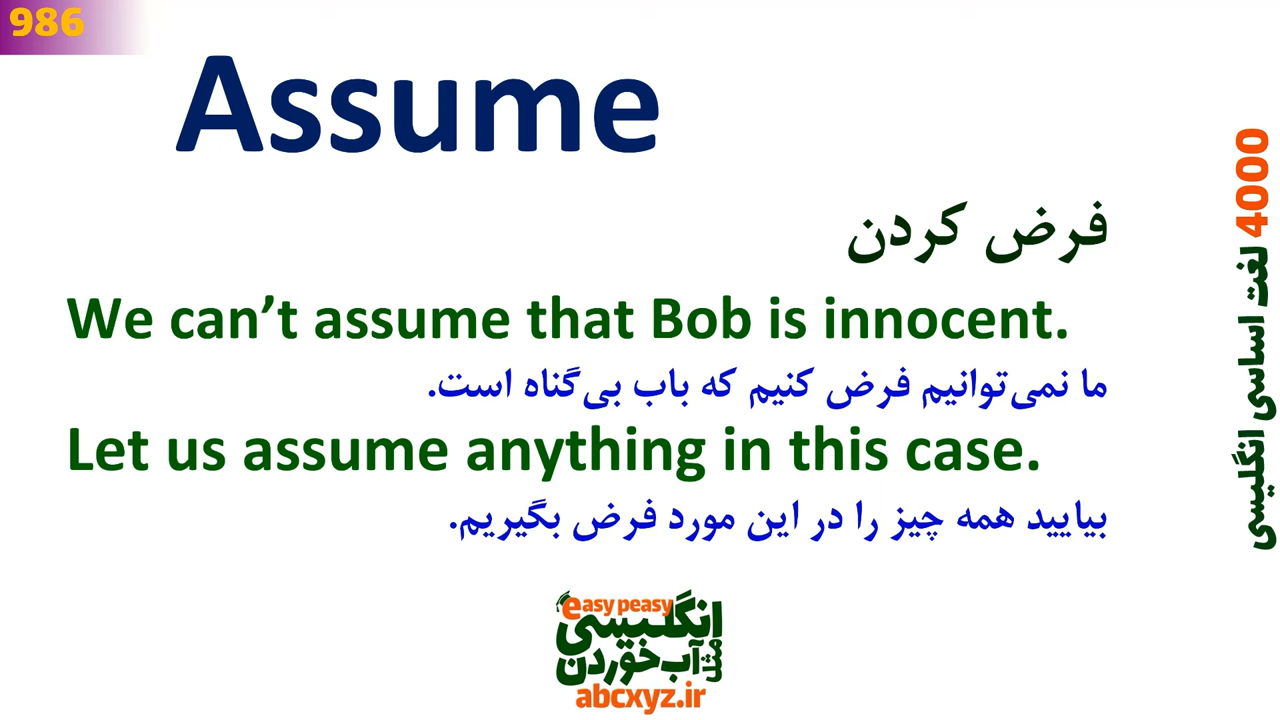 986
Assume
فرض کردن
We can’t assume that Bob is innocent.
ما نمی‌توانیم فرض کنیم که باب بی‌گناه است.
Let us assume anything in this case.
بیایید همه چیز را در این مورد فرض بگیریم.
4000 لغت اساسی انگلیسی
easy peasy
انگلیسی
مثل آب خوردن
abcxyz.ir